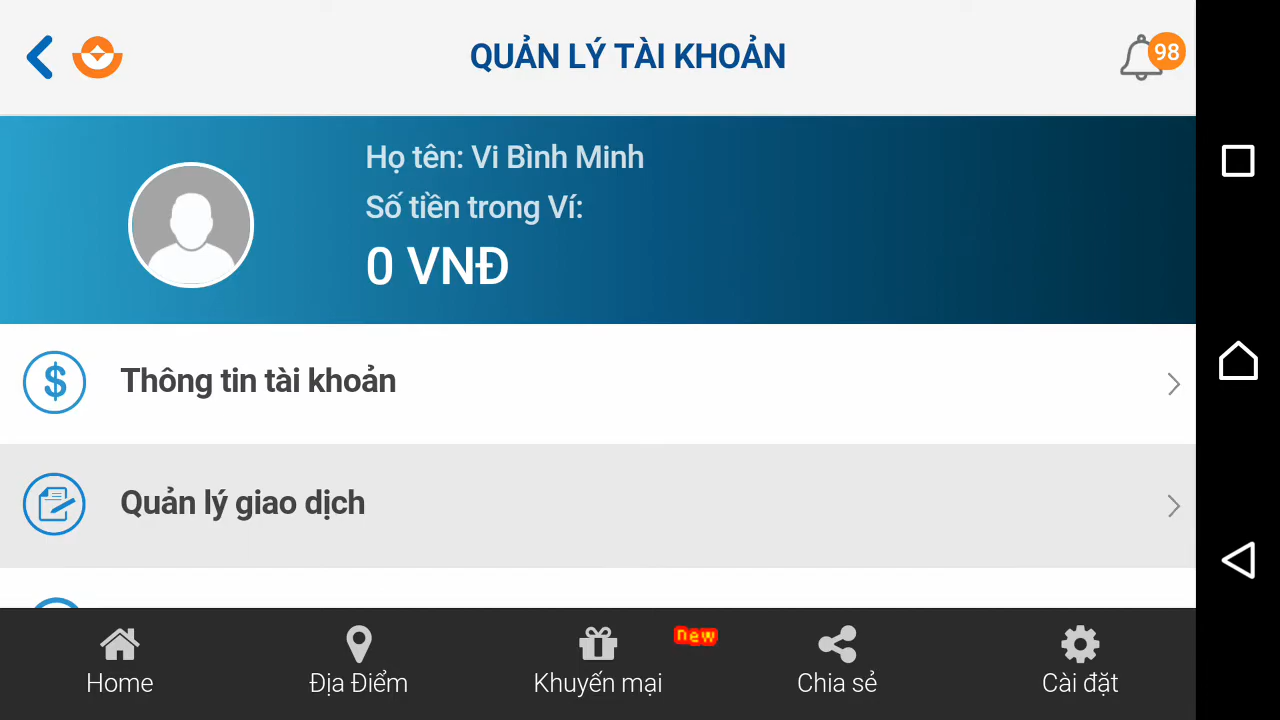 QUẢN LÝ TÀI KHOẢN
98
Họ tên: Vi Bình Minh
Số tiền trong Ví:
0 VNĐ
Thông tin tài khoản
Quản lý giao dịch
new
Home
Địa Điểm
Khuyến mại
Chia sẻ
Cài đặt